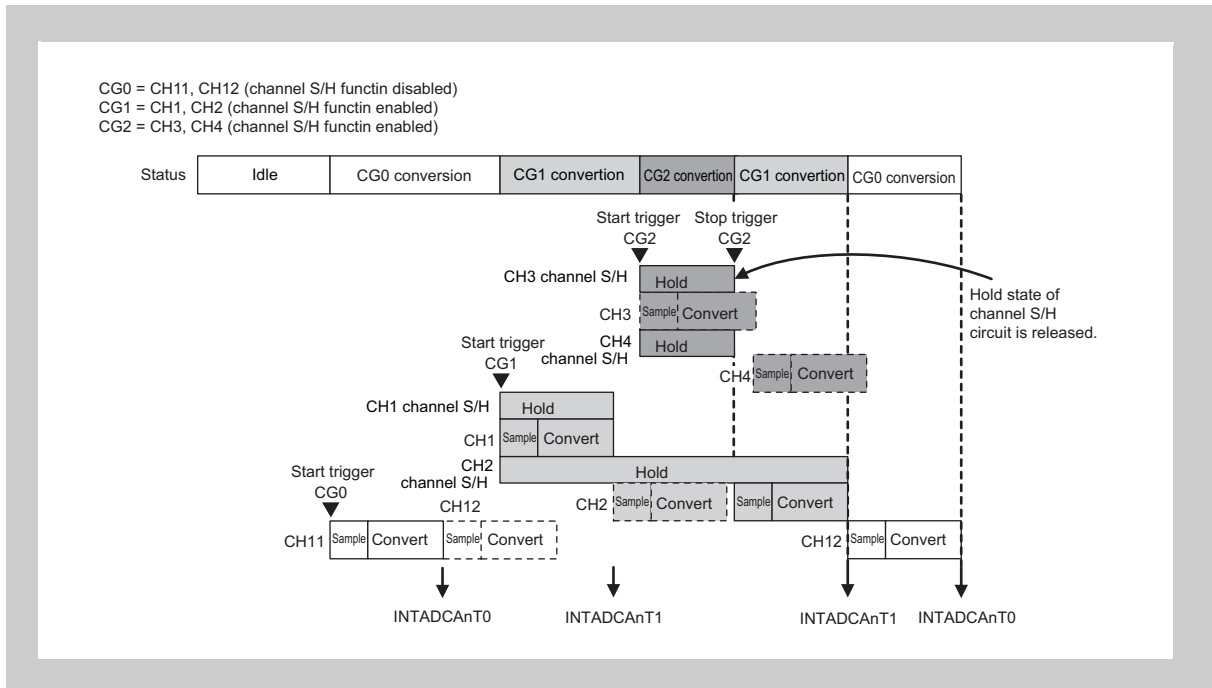 CG0 = CH11, CH12 (channel S/H functin disabled)
CG1 = CH1, CH2 (channel S/H functin enabled)
CG2 = CH3, CH4 (channel S/H functin enabled)
Status
Idle
CG0 conversion
CG1 convertion
CG2 convertion
CG1 convertion
CG0 conversion
Start trigger
CG2
Stop trigger
CG2
CH3 channel S/H
Hold
Hold state of
channel S/H
circuit is released.
CH3
Sample
Convert
CH4
channel S/H
Hold
Start trigger
CG1
CH4
Sample
Convert
CH1 channel S/H
Hold
CH1
Sample
Convert
CH2
channel S/H
Hold
Start trigger
CG0
CH2
Sample
Convert
Sample
Convert
CH12
CH11
Sample
Convert
Sample
Convert
CH12
Sample
Convert
INTADCAnT0
INTADCAnT1
INTADCAnT1
INTADCAnT0